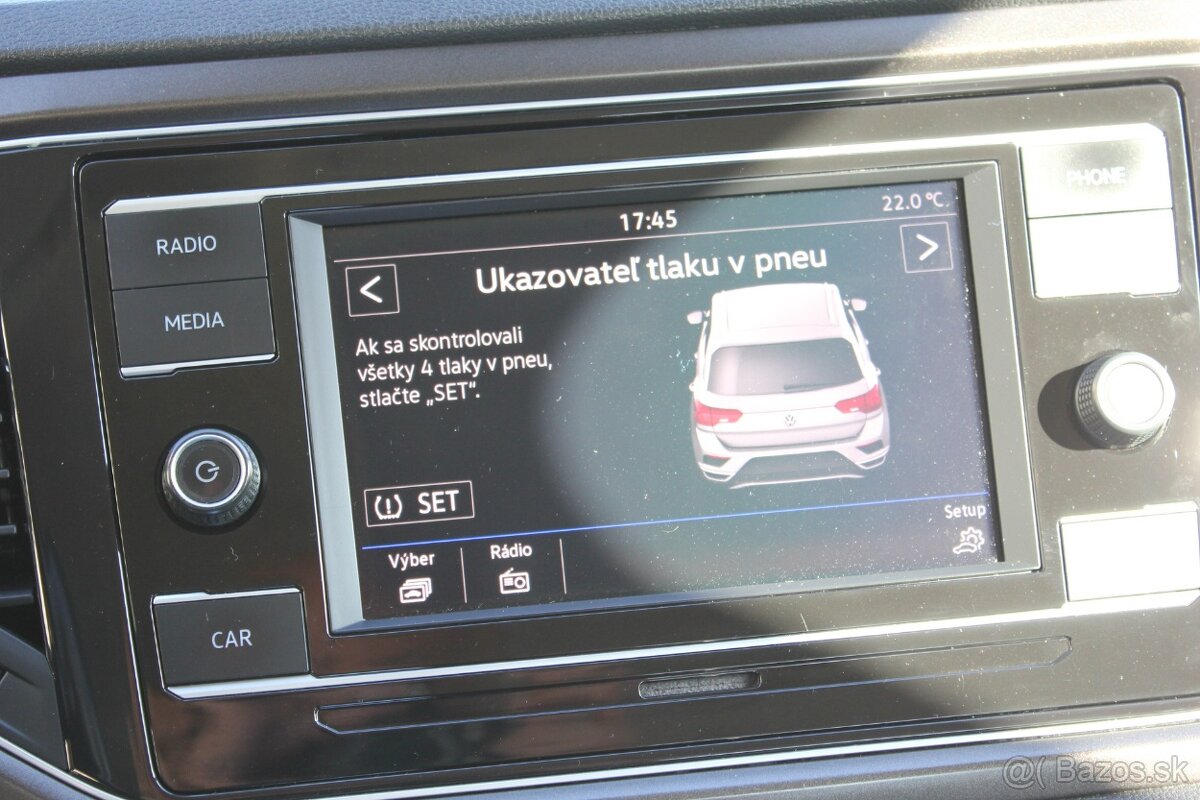 RADIO
MEDIA
CAR
PHONE
17:45
22.0 °C
<
Ukazovateľ tlaku v pneu
>
Ak sa skontrolovali
všetky 4 tlaky v pneu,
stlačte „SET“.
SET
Výber
Rádio
Setup
@( Bazos.sk